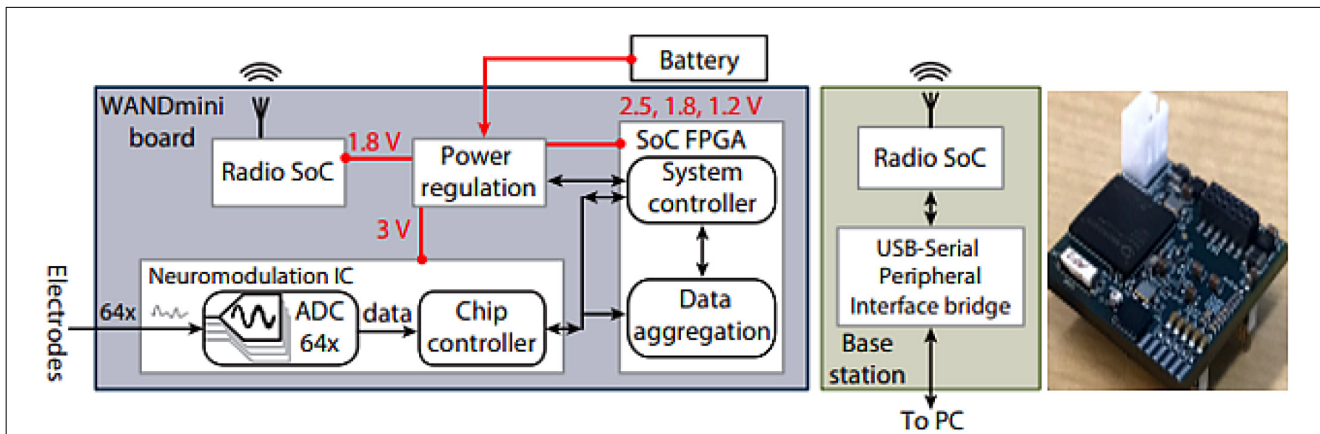 Battery
WANDmini
board
1.8 V
2.5, 1.8, 1.2 V
Radio SoC
Power
regulation
SoC FPGA
System
controller
3 V
Neuromodulation IC
Electrodes
64x
ADC
64x
data
Chip
controller
Data
aggregation
Radio SoC
USB-Serial
Peripheral
Interface bridge
Base
station
To PC